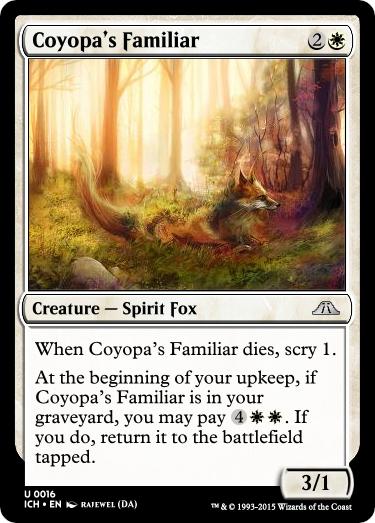 Coyopa's Familiar 2
Creature — Spirit Fox
When Coyopa's Familiar dies, scry 1.
At the beginning of your upkeep, if
Coyopa's Familiar is in your
graveyard, you may pay 4. If
you do, return it to the battlefield
tapped.
3/1
U 0016
ICH • EN RAJEWEL (DA)
™ & © 1993-2015 Wizards of the Coast